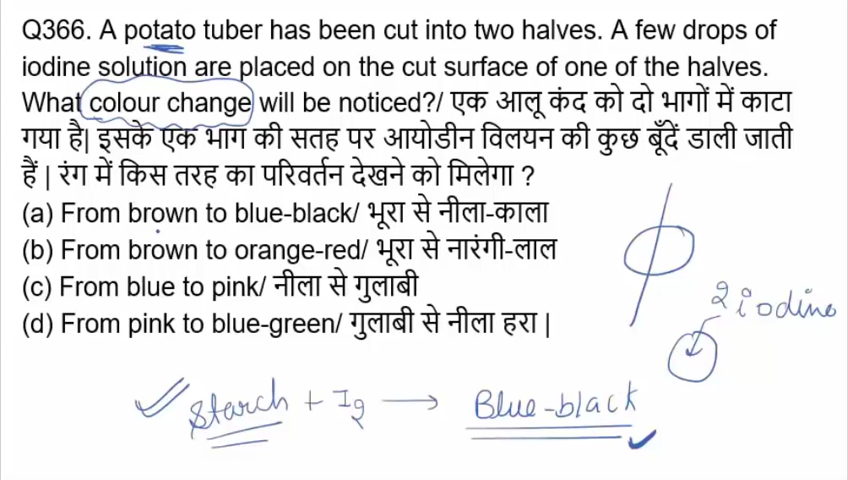 Q366. A potato tuber has been cut into two halves. A few drops of
iodine solution are placed on the cut surface of one of the halves.
What colour change will be noticed?/ एक आलू कंद को दो भागों में काटा
गया है| इसके एक भाग की सतह पर आयोडीन विलयन की कुछ बूँदें डाली जाती
हैं | रंग में किस तरह का परिवर्तन देखने को मिलेगा ?
(a) From brown to blue-black/ भूरा से नीला-काला
(b) From brown to orange-red/ भूरा से नारंगी-लाल
(c) From blue to pink/ नीला से गुलाबी
(d) From pink to blue-green/ गुलाबी से नीला हरा |
2 iodine
Starch + I2 → Blue-black